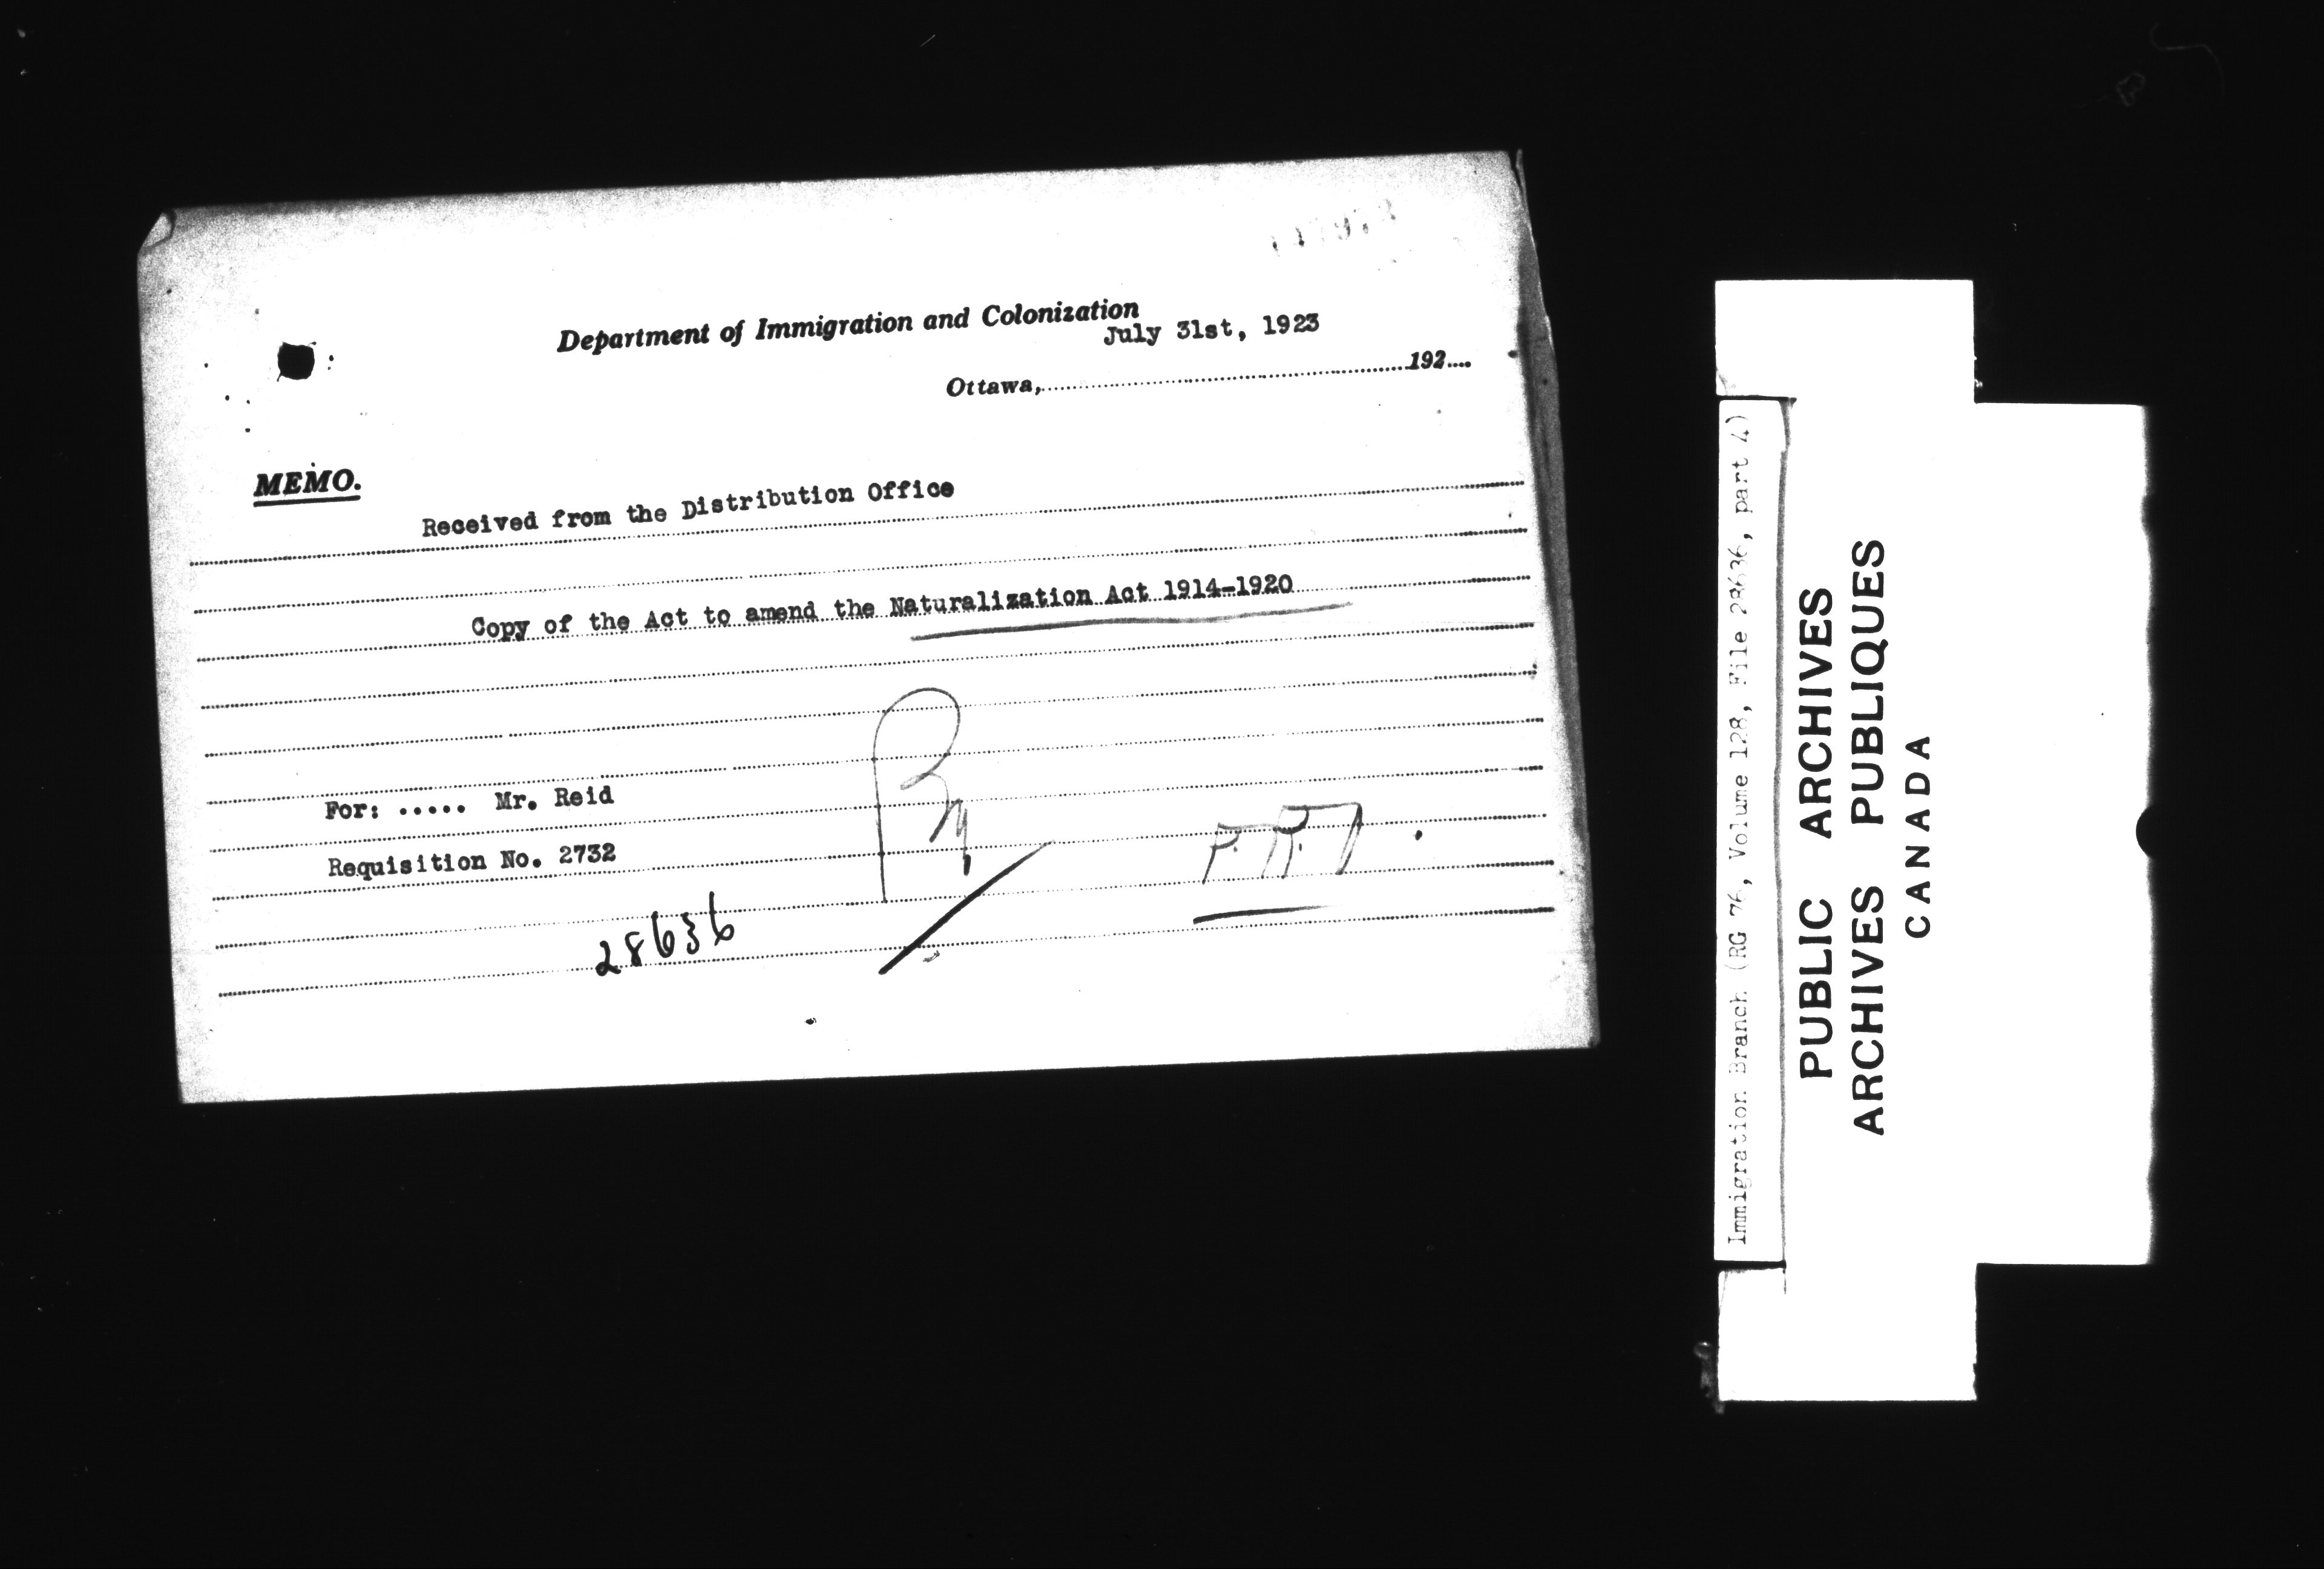 Department of Immigration and Colonization
July 31st, 1923
Ottawa, 192
MEMO.
Received from the Distribution Office
Copy of the Act to amend the Naturalization Act 1914-1920
For: ..... Mr. Reid
Requisition No. 2732
28636
Immigration Branch (RG 76, Volume 128, File 28636, part 4)
PUBLIC ARCHIVES
ARCHIVES PUBLIQUES
CANADA